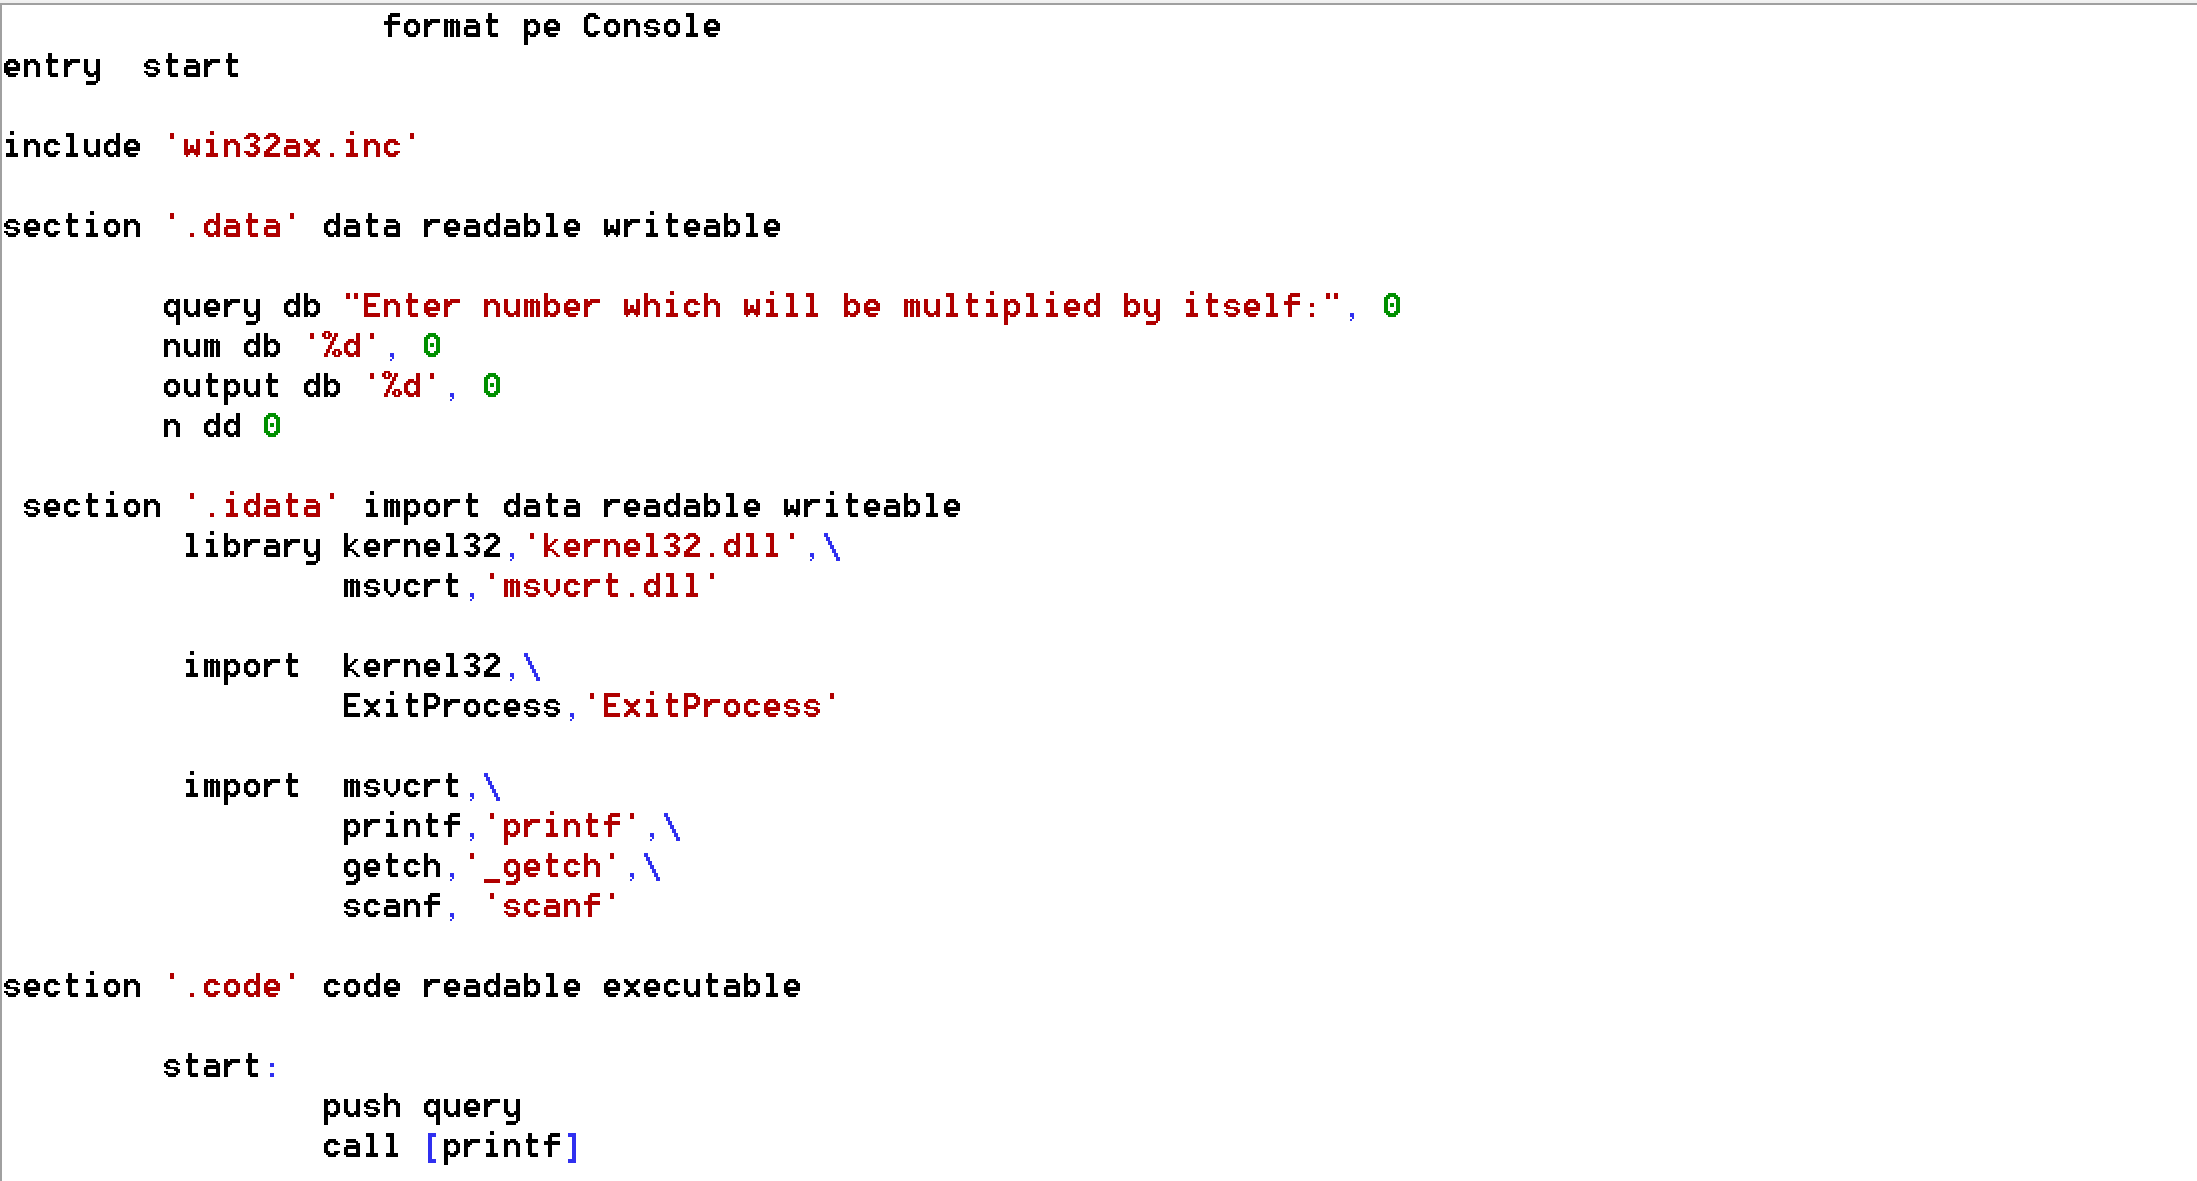 format pe Console
entry  start
include 'win32ax.inc'
section '.data' data readable writeable
query db "Enter number which will be multiplied by itself:", 0
num db '%d', 0
output db '%d', 0
n dd 0
section '.idata' import data readable writeable
library kernel32,'kernel32.dll',\
msvcrt,'msvcrt.dll'
import  kernel32,\
ExitProcess,'ExitProcess'
import  msvcrt,\
printf,'printf',\
getch,'_getch',\
scanf, 'scanf'
section '.code' code readable executable
start:
push query
call [printf]